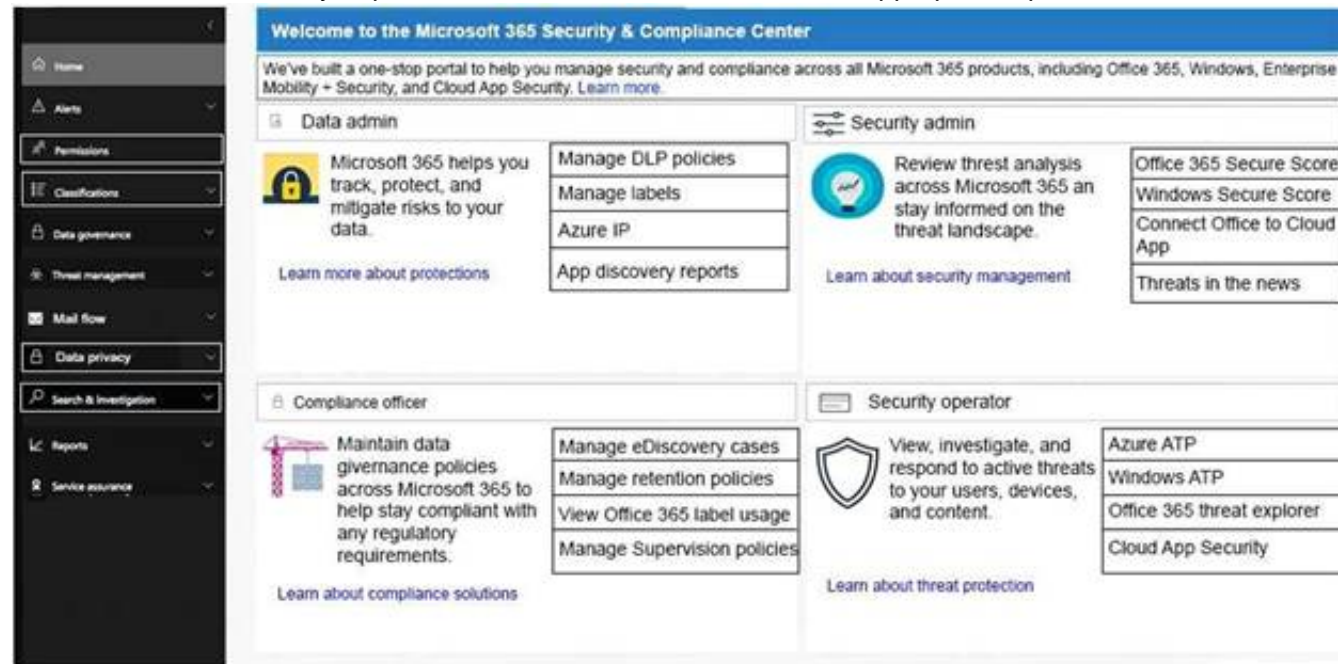 Home
Alerts
Permissions
Classifications
Data governance
Threat management
Mail flow
Data privacy
Search & investigation
Reports
Service assurance
Welcome to the Microsoft 365 Security & Compliance Center
We've built a one-stop portal to help you manage security and compliance across all Microsoft 365 products, including Office 365, Windows, Enterprise
Mobility + Security, and Cloud App Security. Learn more.
Data admin
Microsoft 365 helps you
track, protect, and
mitigate risks to your
data.
Learn more about protections
Manage DLP policies
Manage labels
Azure IP
App discovery reports
Security admin
Review threst analysis
across Microsoft 365 an
stay informed on the
threat landscape.
Learn about security management
Office 365 Secure Score
Windows Secure Score
Connect Office to Cloud
App
Threats in the news
Compliance officer
Maintain data
givernance policies
across Microsoft 365 to
help stay compliant with
any regulatory
requirements.
Learn about compliance solutions
Manage eDiscovery cases
Manage retention policies
View Office 365 label usage
Manage Supervision policies
Security operator
View, investigate, and
respond to active threats
to your users, devices,
and content.
Learn about threat protection
Azure ATP
Windows ATP
Office 365 threat explorer
Cloud App Security